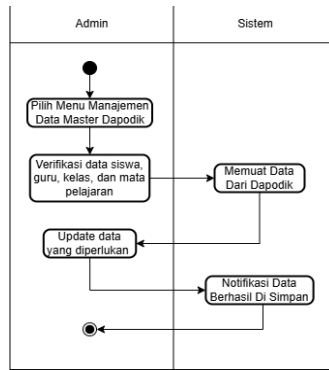 Admin
Sistem
Pilih Menu Manajemen
Data Master Dapodik
Verifikasi data siswa,
guru, kelas, dan mata
pelajaran
Memuat Data
Dari Dapodik
Update data
yang diperlukan
Notifikasi Data
Berhasil Di Simpan